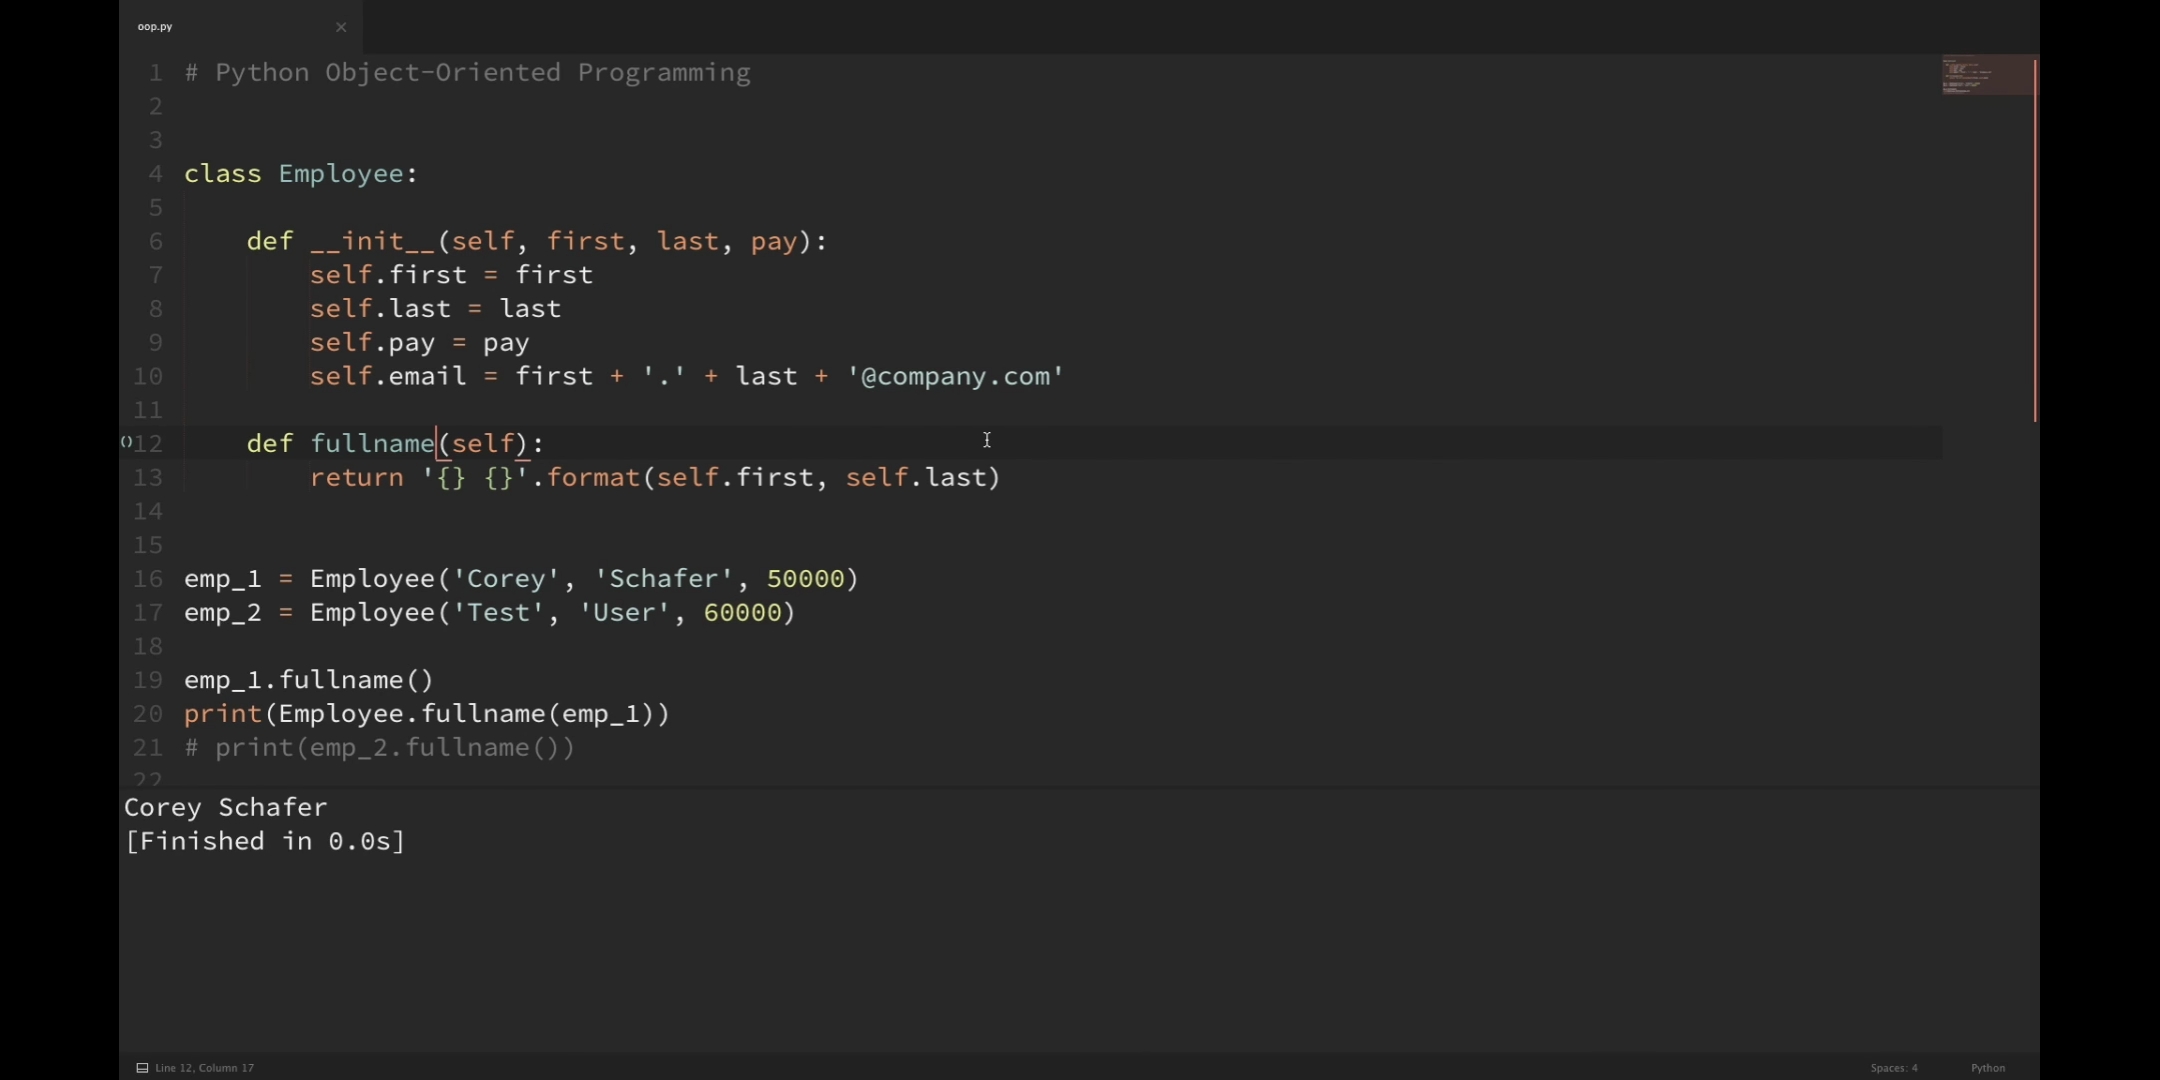 oop.py
1 # Python Object-Oriented Programming
2
3
4 class Employee:
5
6     def __init__(self, first, last, pay):
7         self.first = first
8         self.last = last
9         self.pay = pay
10         self.email = first + '.' + last + '@company.com'
11
12     def fullname(self):
13         return '{} {}'.format(self.first, self.last)
14
15
16 emp_1 = Employee('Corey', 'Schafer', 50000)
17 emp_2 = Employee('Test', 'User', 60000)
18
19 emp_1.fullname()
20 print(Employee.fullname(emp_1))
21 # print(emp_2.fullname())
22
Corey Schafer
[Finished in 0.0s]
Line 12, Column 17
Spaces: 4
Python